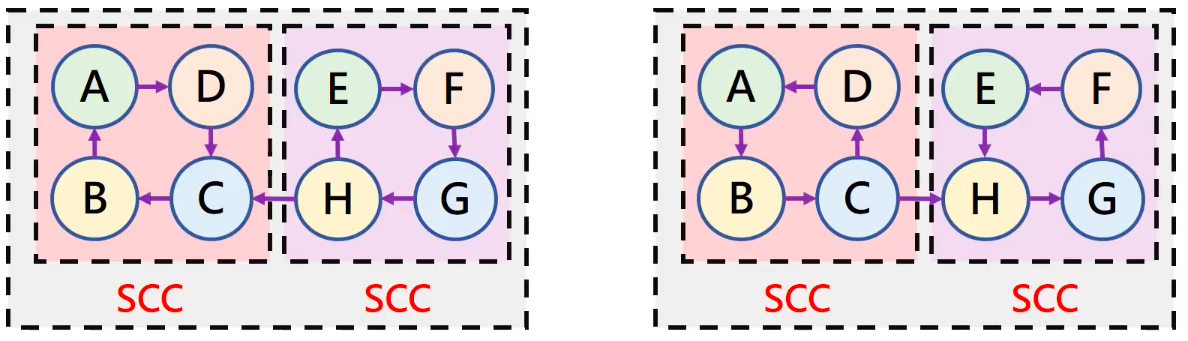 A D E F A D E F
B C H G B C H G
SCC SCC SCC SCC